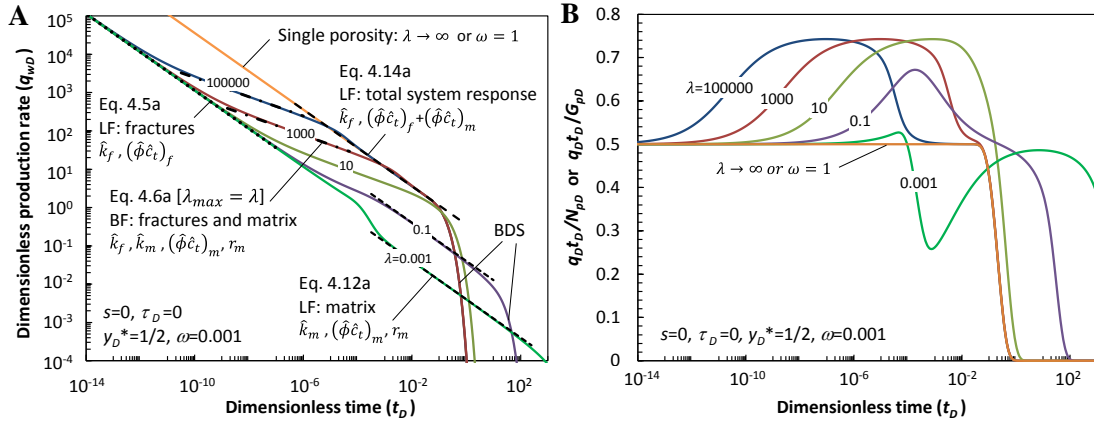 A
Dimensionless production rate (q_wD)
10^5
10^4
10^3
10^2
10^1
10^0
10^-1
10^-2
10^-3
10^-4
10^-14
10^-10
10^-6
10^-2
10^2
Dimensionless time (t_D)
Single porosity: λ → ∞ or ω = 1
Eq. 4.14a
LF: total system response
k̂_f , (ϕ̂ĉ_t)_f+(ϕ̂ĉ_t)_m
100000
Eq. 4.5a
LF: fractures
k̂_f , (ϕ̂ĉ_t)_f
1000
10
Eq. 4.6a [λ_max = λ]
BF: fractures and matrix
k̂_f , k̂_m , (ϕ̂ĉ_t)_m, r_m
0.1
BDS
λ=0.001
Eq. 4.12a
LF: matrix
k̂_m , (ϕ̂ĉ_t)_m, r_m
s=0, τ_D=0
y_D*=1/2, ω=0.001
B
q_D t_D/N_pD or q_D t_D/G_pD
0.8
0.7
0.6
0.5
0.4
0.3
0.2
0.1
0
10^-14
10^-10
10^-6
10^-2
10^2
Dimensionless time (t_D)
λ=100000
1000
10
0.1
λ → ∞ or ω = 1
0.001
s=0, τ_D=0, y_D*=1/2, ω=0.001